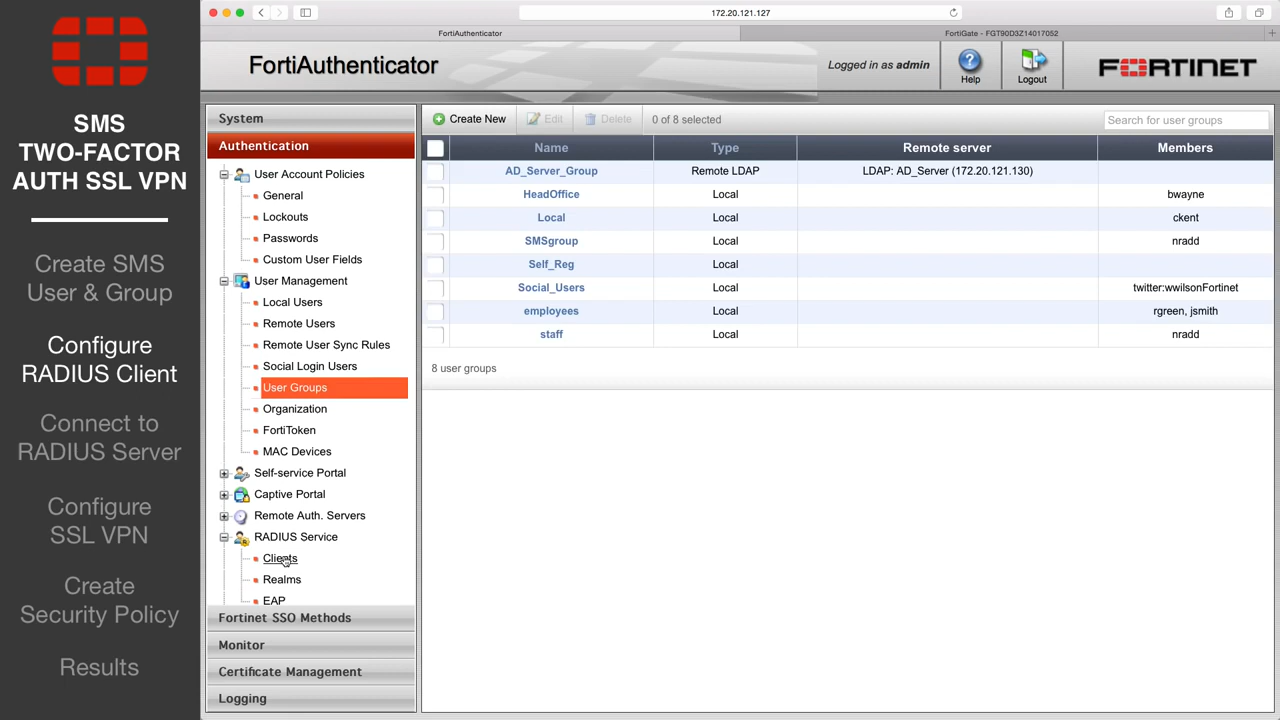 172.20.121.127
FortiAuthenticator
FortiGate - FGT90D3Z14017052
SMS
TWO-FACTOR
AUTH SSL VPN
Create SMS
User & Group
Configure
RADIUS Client
Connect to
RADIUS Server
Configure
SSL VPN
Create
Security Policy
Results
FortiAuthenticator
Logged in as admin
Help
Logout
FORTINET
System
Authentication
User Account Policies
General
Lockouts
Passwords
Custom User Fields
User Management
Local Users
Remote Users
Remote User Sync Rules
Social Login Users
User Groups
Organization
FortiToken
MAC Devices
Self-service Portal
Captive Portal
Remote Auth. Servers
RADIUS Service
Clients
Realms
EAP
Fortinet SSO Methods
Monitor
Certificate Management
Logging
Create New Edit Delete 0 of 8 selected Search for user groups
Name Type Remote server Members
AD_Server_Group Remote LDAP LDAP: AD_Server (172.20.121.130)
HeadOffice Local bwayne
Local Local ckent
SMSgroup Local nradd
Self_Reg Local
Social_Users Local twitter:wwilsonFortinet
employees Local rgreen, jsmith
staff Local nradd
8 user groups